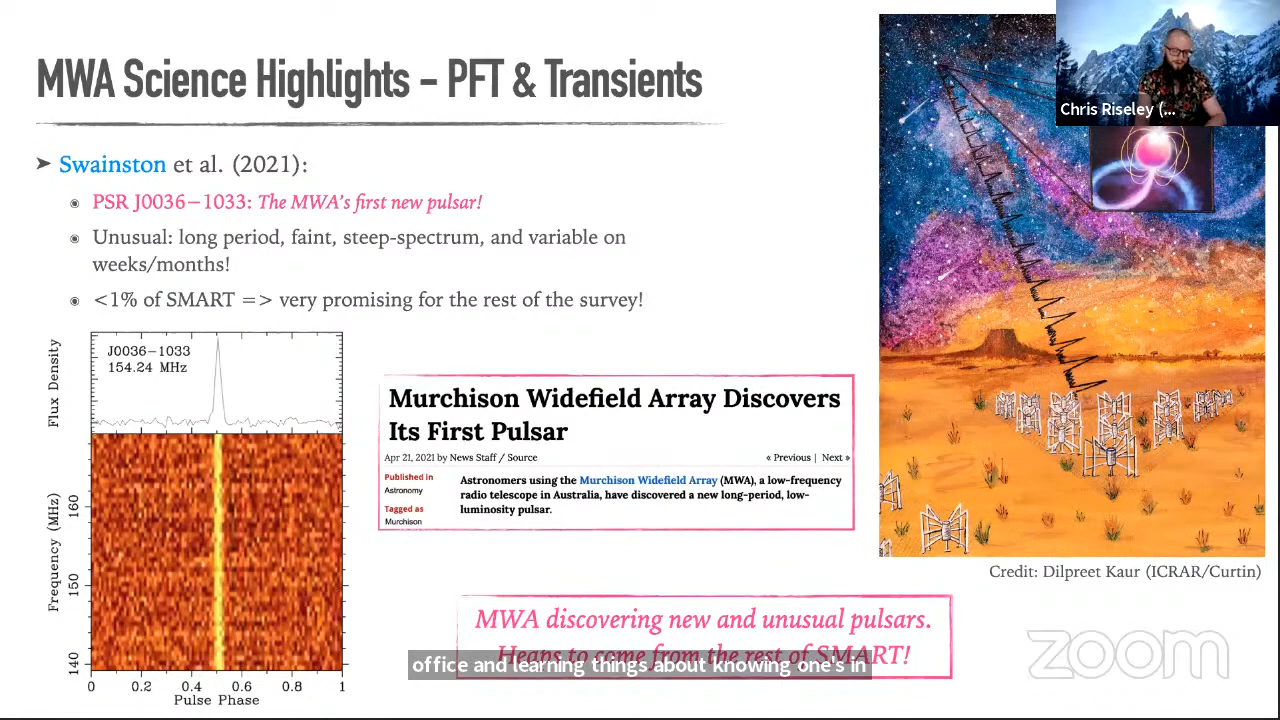 MWA Science Highlights – PFT & Transients
Chris Riseley (...
➤ Swainston et al. (2021):
◉ PSR J0036−1033: The MWA's first new pulsar!
◉ Unusual: long period, faint, steep-spectrum, and variable on
weeks/months!
◉ <1% of SMART => very promising for the rest of the survey!
J0036−1033
154.24 MHz
Flux Density
Frequency (MHz)
160
150
140
0 0.2 0.4 0.6 0.8 1
Pulse Phase
Murchison Widefield Array Discovers
Its First Pulsar
Apr 21, 2021 by News Staff / Source
« Previous | Next »
Published in
Astronomy
Tagged as
Murchison
Astronomers using the Murchison Widefield Array (MWA), a low-frequency
radio telescope in Australia, have discovered a new long-period, low-
luminosity pulsar.
Credit: Dilpreet Kaur (ICRAR/Curtin)
MWA discovering new and unusual pulsars.
Heaps to come from the rest of SMART!
office and learning things about knowing one's in
zoom